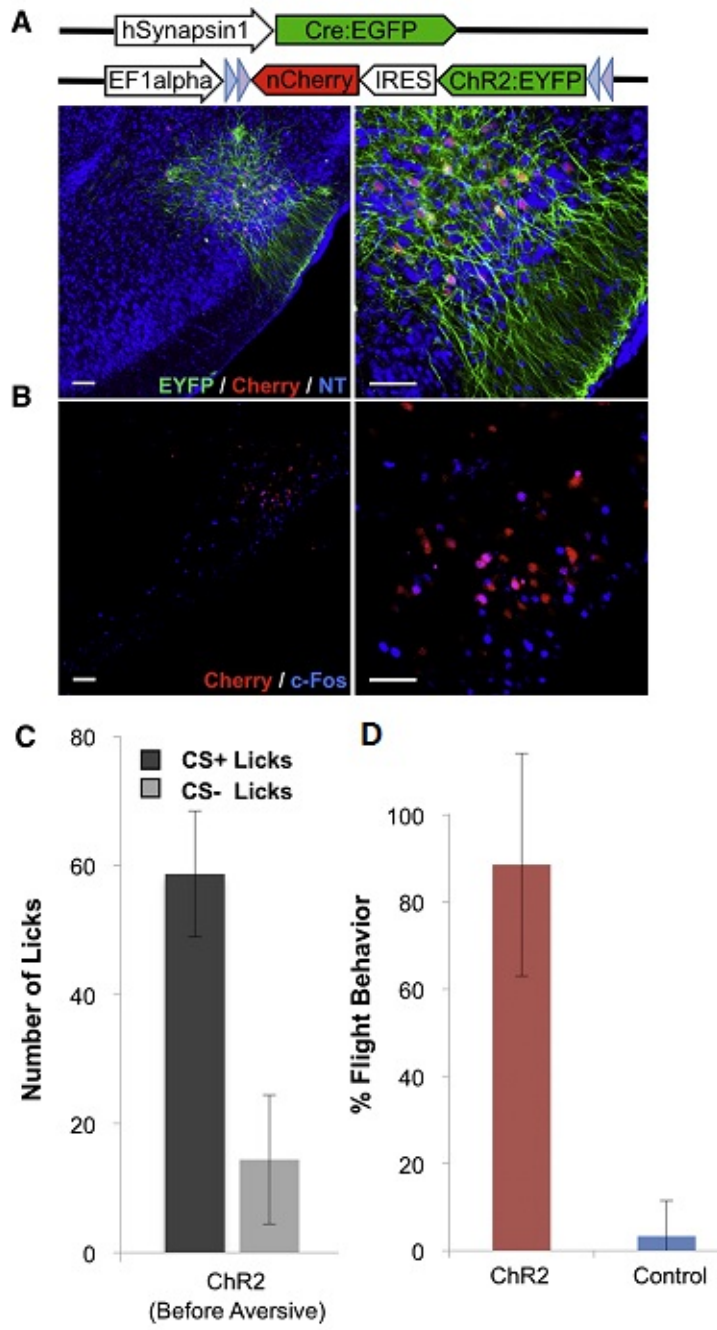 A
hSynapsin1 Cre:EGFP
EF1alpha nCherry IRES ChR2:EYFP
EYFP / Cherry / NT
B
Cherry / c-Fos
C
80
60
40
20
0
Number of Licks
CS+ Licks
CS- Licks
ChR2
(Before Aversive)
D
100
80
60
40
20
0
% Flight Behavior
ChR2 Control